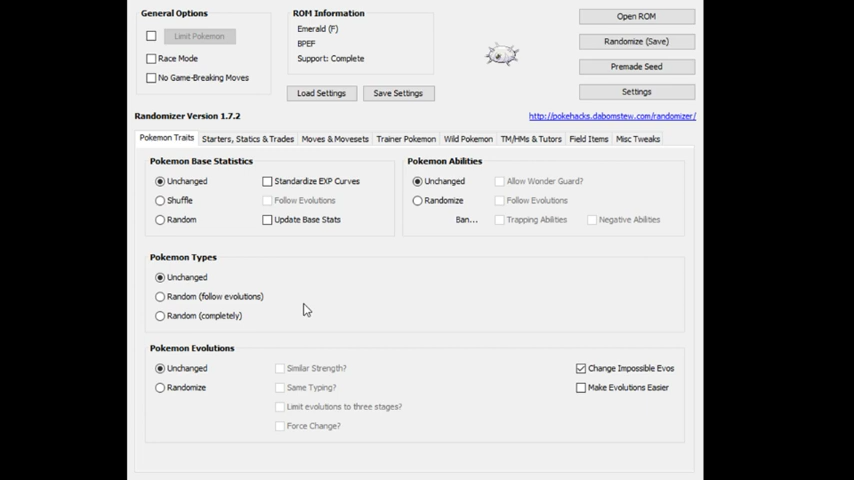 General Options
Limit Pokemon
Race Mode
No Game-Breaking Moves
ROM Information
Emerald (F)
BPEF
Support: Complete
Load Settings
Save Settings
Open ROM
Randomize (Save)
Premade Seed
Settings
Randomizer Version 1.7.2
http://pokehacks.dabomstew.com/randomizer/
Pokemon Traits
Starters, Statics & Trades
Moves & Movesets
Trainer Pokemon
Wild Pokemon
TM/HMs & Tutors
Field Items
Misc Tweaks
Pokemon Base Statistics
Unchanged
Standardize EXP Curves
Shuffle
Follow Evolutions
Random
Update Base Stats
Pokemon Abilities
Unchanged
Allow Wonder Guard?
Randomize
Follow Evolutions
Ban...
Trapping Abilities
Negative Abilities
Pokemon Types
Unchanged
Random (follow evolutions)
Random (completely)
Pokemon Evolutions
Unchanged
Similar Strength?
Change Impossible Evos
Randomize
Same Typing?
Make Evolutions Easier
Limit evolutions to three stages?
Force Change?